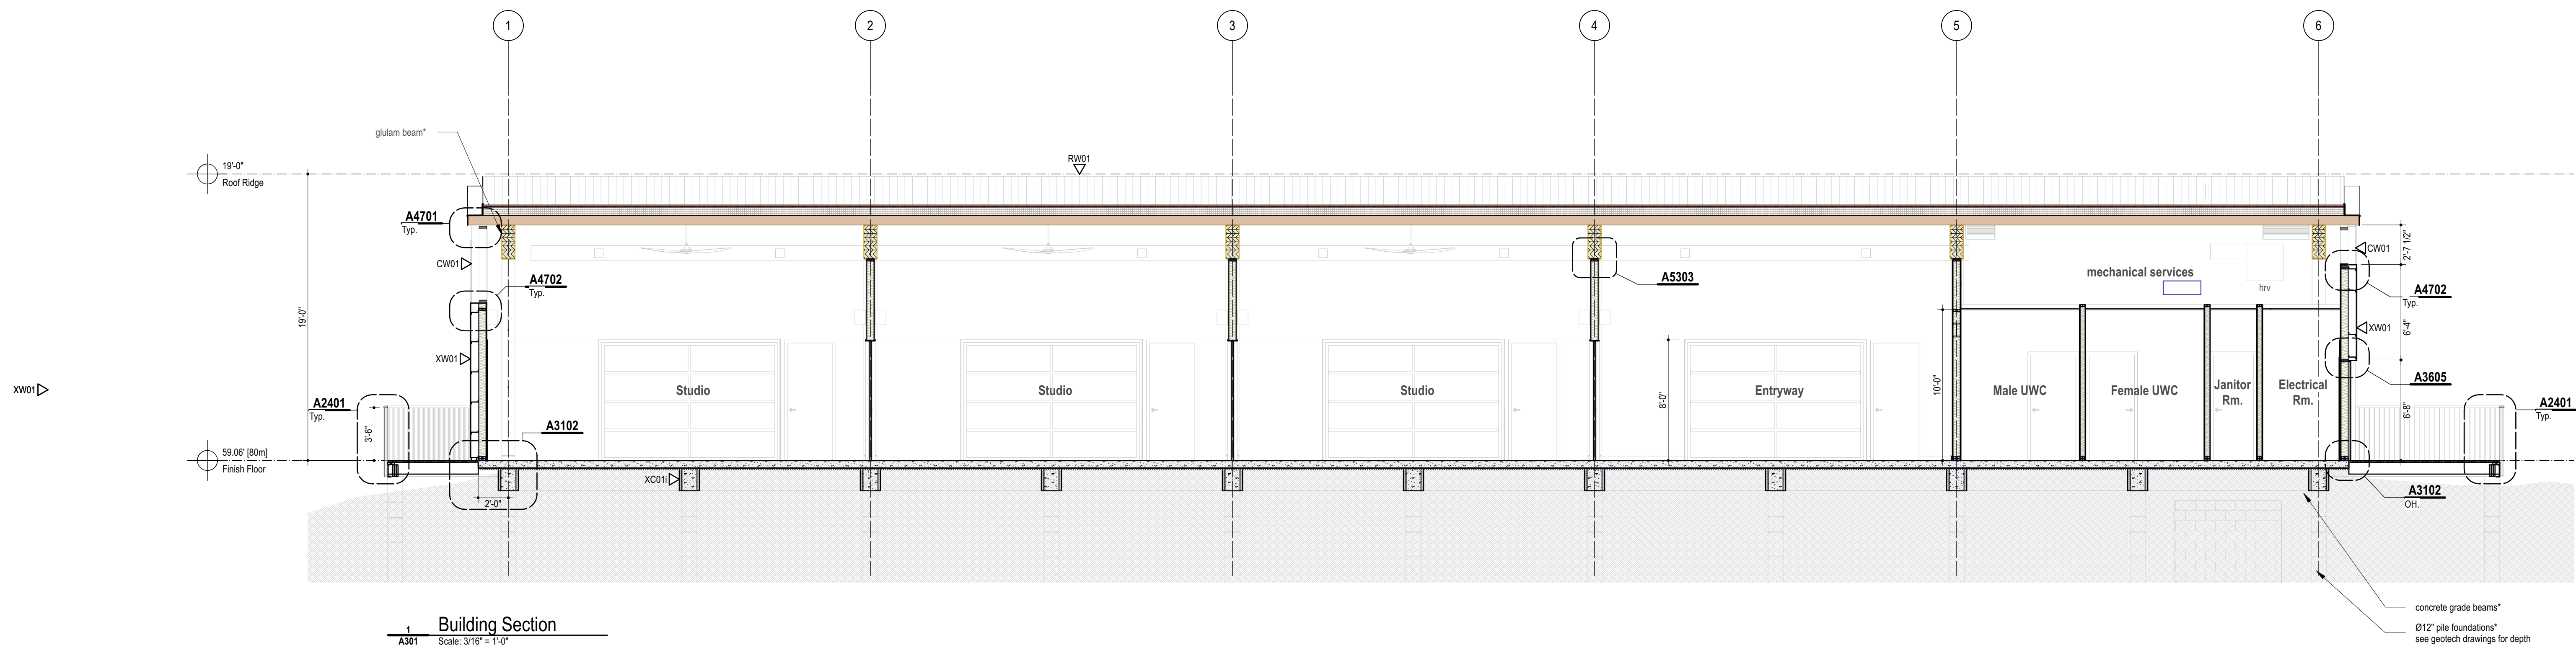 1
2
3
4
5
6
glulam beam*
19'-0"
Roof Ridge
RW01
A4701
Typ.
CW01
CW01
2'-7 1/2"
A4702
Typ.
A5303
mechanical services
hrv
A4702
Typ.
19'-0"
XW01
XW01
6'-4"
XW01
Studio
Studio
Studio
Entryway
Male UWC
Female UWC
Janitor
Rm.
Electrical
Rm.
8'-0"
10'-0"
A3605
A2401
Typ.
A2401
Typ.
3'-6"
6'-8"
A3102
59.06' [80m]
Finish Floor
XC01i
2'-0"
A3102
OH.
concrete grade beams*
Ø12" pile foundations*
see geotech drawings for depth
1
A301
Building Section
Scale: 3/16" = 1'-0"